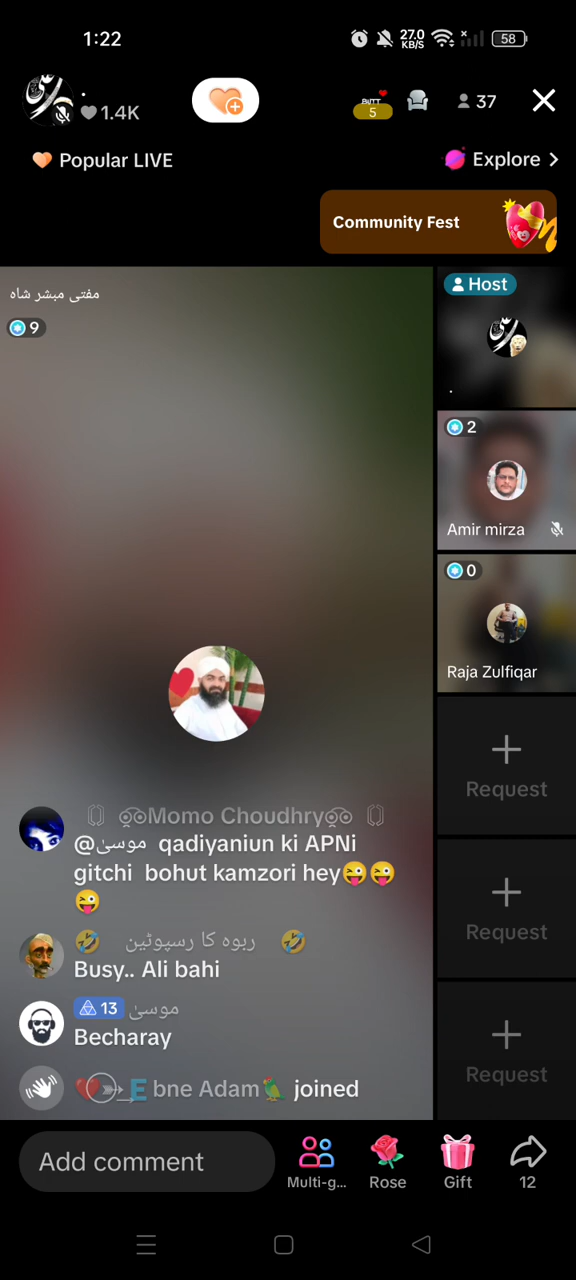 1:22
27.0
KB/S
58
.
1.4K
BUTT
5
37
Popular LIVE
Explore
Community Fest
مفتی مبشر شاہ
9
Host
.
2
Amir mirza
0
Raja Zulfiqar
Request
Request
Request
Momo Choudhry
@موسیٰ qadiyaniun ki APNi
gitchi bohut kamzori hey😜😜
😜
🤣 ربوہ کا رسپوٹین 🤣
Busy.. Ali bahi
13 موسیٰ
Becharay
E bne Adam🦜 joined
Add comment
Multi-g...
Rose
Gift
12